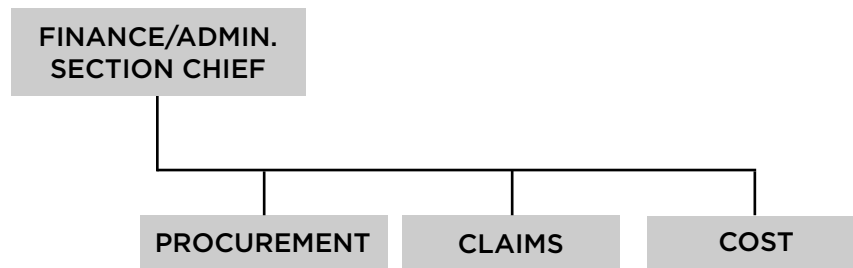 FINANCE/ADMIN.
SECTION CHIEF
PROCUREMENT
CLAIMS
COST